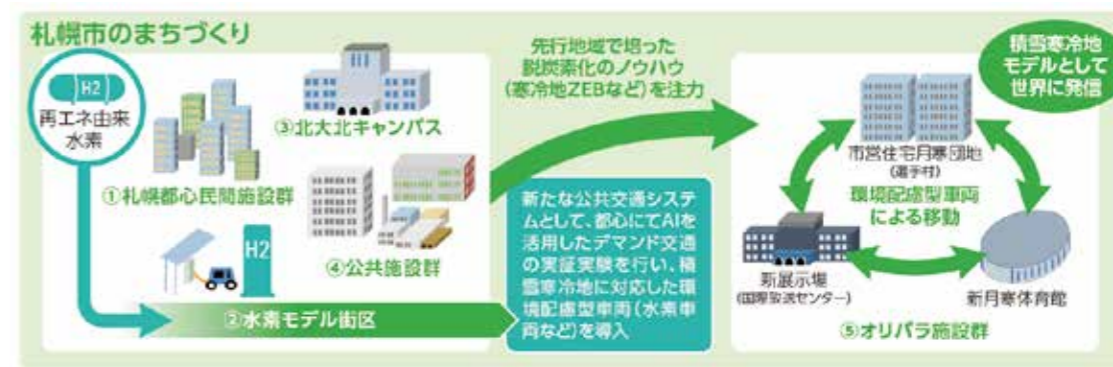 札幌市のまちづくり
H2
再エネ由来
水素
①札幌都心民間施設群
③北大北キャンパス
④公共施設群
H2
②水素モデル街区
先行地域で培った
脱炭素化のノウハウ
(寒冷地ZEBなど)を注力
新たな公共交通システ
ムとして、都心にてAIを
活用したデマンド交通
の実証実験を行い、積
雪寒冷地に対応した環
境配慮型車両(水素車
両など)を導入
積雪寒冷地
モデルとして
世界に発信
市営住宅月寒団地
(選手村)
環境配慮型車両
による移動
新展示場
(国際放送センター)
新月寒体育館
⑤オリパラ施設群